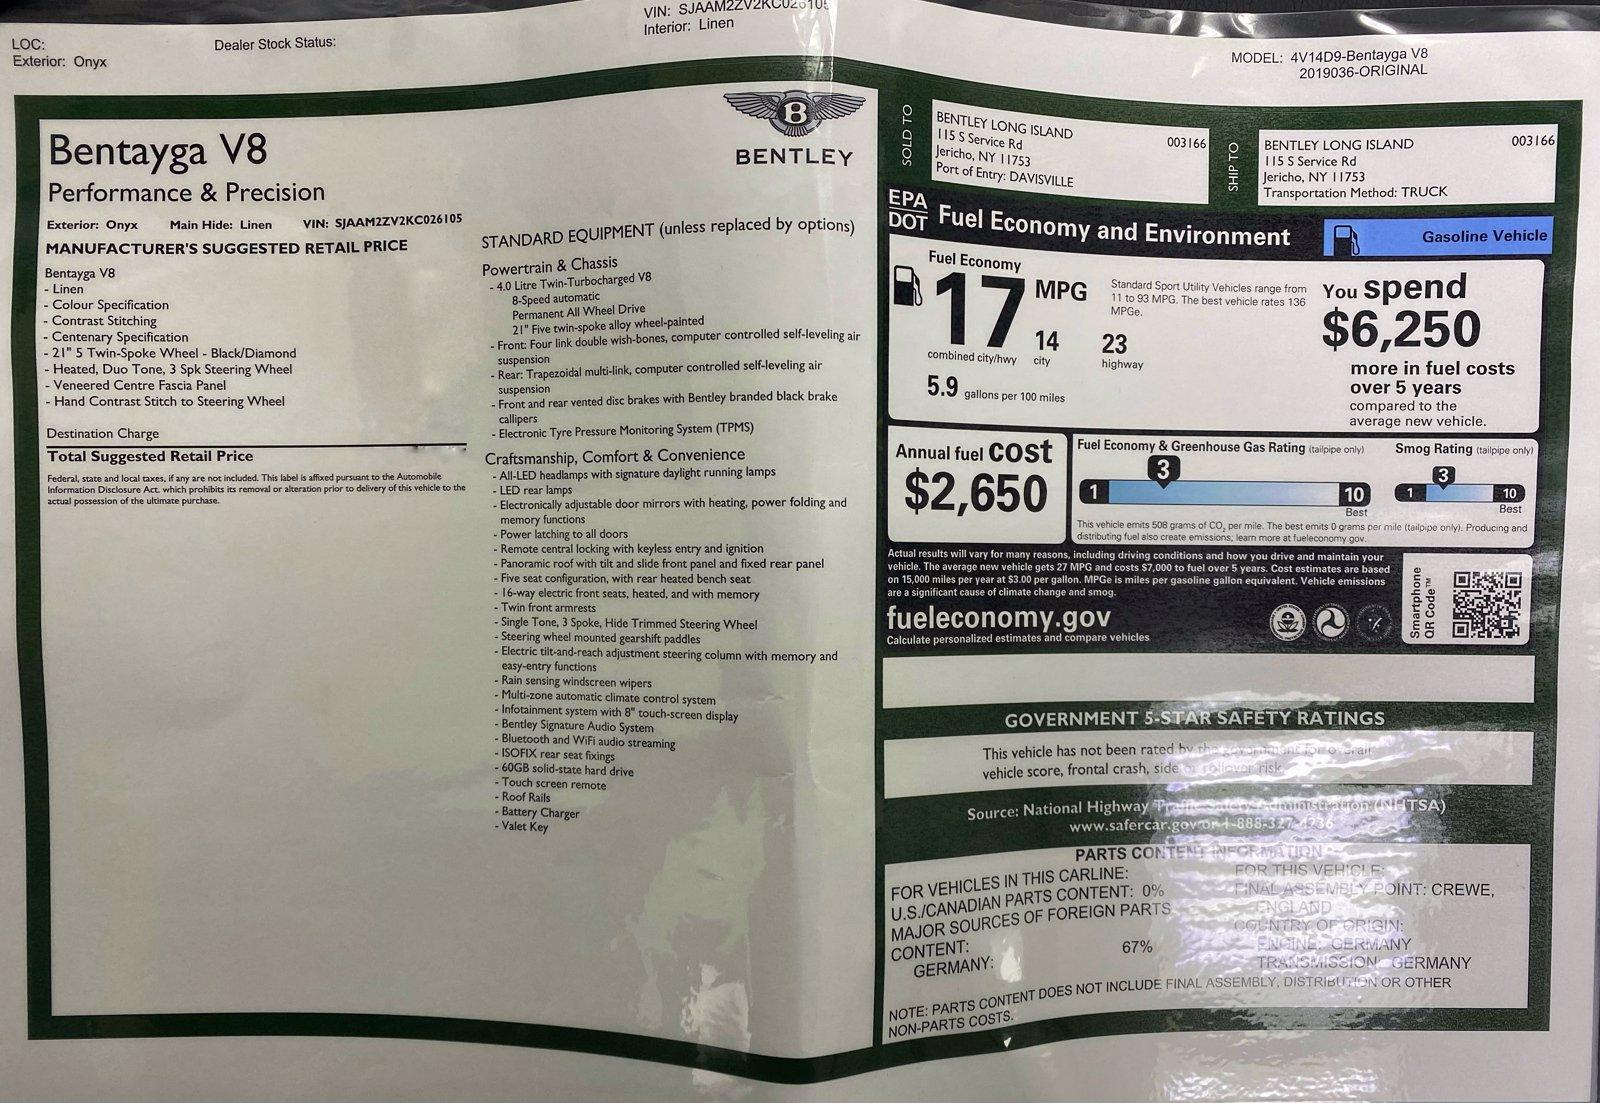 LOC:
Exterior: Onyx
Dealer Stock Status:
VIN: SJAAM2ZV2KC026105
Interior: Linen
MODEL: 4V14D9-Bentayga V8
2019036-ORIGINAL
Bentayga V8
Performance & Precision
Exterior: Onyx Main Hide: Linen VIN: SJAAM2ZV2KC026105
MANUFACTURER'S SUGGESTED RETAIL PRICE
Bentayga V8
- Linen
- Colour Specification
- Contrast Stitching
- Centenary Specification
- 21" 5 Twin-Spoke Wheel - Black/Diamond
- Heated, Duo Tone, 3 Spk Steering Wheel
- Veneered Centre Fascia Panel
- Hand Contrast Stitch to Steering Wheel
Destination Charge
Total Suggested Retail Price
Federal, state and local taxes, if any are not included. This label is affixed pursuant to the Automobile
Information Disclosure Act. which prohibits its removal or alteration prior to delivery of this vehicle to the
actual possession of the ultimate purchase.
B
BENTLEY
STANDARD EQUIPMENT (unless replaced by options)
Powertrain & Chassis
- 4.0 Litre Twin-Turbocharged V8
8-Speed automatic
Permanent All Wheel Drive
21" Five twin-spoke alloy wheel-painted
- Front: Four link double wish-bones, computer controlled self-leveling air
suspension
- Rear: Trapezoidal multi-link, computer controlled self-leveling air
suspension
- Front and rear vented disc brakes with Bentley branded black brake
callipers
- Electronic Tyre Pressure Monitoring System (TPMS)
Craftsmanship, Comfort & Convenience
- All-LED headlamps with signature daylight running lamps
- LED rear lamps
- Electronically adjustable door mirrors with heating, power folding and
memory functions
- Power latching to all doors
- Remote central locking with keyless entry and ignition
- Panoramic roof with tilt and slide front panel and fixed rear panel
- Five seat configuration, with rear heated bench seat
- 16-way electric front seats, heated, and with memory
- Twin front armrests
- Single Tone, 3 Spoke, Hide Trimmed Steering Wheel
- Steering wheel mounted gearshift paddles
- Electric tilt-and-reach adjustment steering column with memory and
easy-entry functions
- Rain sensing windscreen wipers
- Multi-zone automatic climate control system
- Infotainment system with 8" touch-screen display
- Bentley Signature Audio System
- Bluetooth and WiFi audio streaming
- ISOFIX rear seat fixings
- 60GB solid-state hard drive
- Touch screen remote
- Roof Rails
- Battery Charger
- Valet Key
SOLD TO
BENTLEY LONG ISLAND 003166
115 S Service Rd
Jericho, NY 11753
Port of Entry: DAVISVILLE
SHIP TO
BENTLEY LONG ISLAND 003166
115 S Service Rd
Jericho, NY 11753
Transportation Method: TRUCK
EPA
DOT
Fuel Economy and Environment
Gasoline Vehicle
Fuel Economy
17 MPG
combined city/hwy
14
city
23
highway
5.9 gallons per 100 miles
Standard Sport Utility Vehicles range from
11 to 93 MPG. The best vehicle rates 136
MPGe.
You spend
$6,250
more in fuel costs
over 5 years
compared to the
average new vehicle.
Annual fuel cost
$2,650
Fuel Economy & Greenhouse Gas Rating (tailpipe only)
3
1 10
Best
Smog Rating (tailpipe only)
3
1 10
Best
This vehicle emits 508 grams of CO2 per mile. The best emits 0 grams per mile (tailpipe only). Producing and
distributing fuel also create emissions; learn more at fueleconomy.gov.
Actual results will vary for many reasons, including driving conditions and how you drive and maintain your
vehicle. The average new vehicle gets 27 MPG and costs $7,000 to fuel over 5 years. Cost estimates are based
on 15,000 miles per year at $3.00 per gallon. MPGe is miles per gasoline gallon equivalent. Vehicle emissions
are a significant cause of climate change and smog.
fueleconomy.gov
Calculate personalized estimates and compare vehicles
Smartphone
QR Code™
GOVERNMENT 5-STAR SAFETY RATINGS
This vehicle has not been rated by the government for overall
vehicle score, frontal crash, side or rollover risk.
Source: National Highway Traffic Safety Administration (NHTSA)
www.safercar.gov or 1-888-327-4236
PARTS CONTENT INFORMATION
FOR VEHICLES IN THIS CARLINE:
U.S./CANADIAN PARTS CONTENT: 0%
MAJOR SOURCES OF FOREIGN PARTS
CONTENT:
GERMANY: 67%
FOR THIS VEHICLE:
FINAL ASSEMBLY POINT: CREWE,
ENGLAND
COUNTRY OF ORIGIN:
ENGINE: GERMANY
TRANSMISSION: GERMANY
NOTE: PARTS CONTENT DOES NOT INCLUDE FINAL ASSEMBLY, DISTRIBUTION OR OTHER
NON-PARTS COSTS.